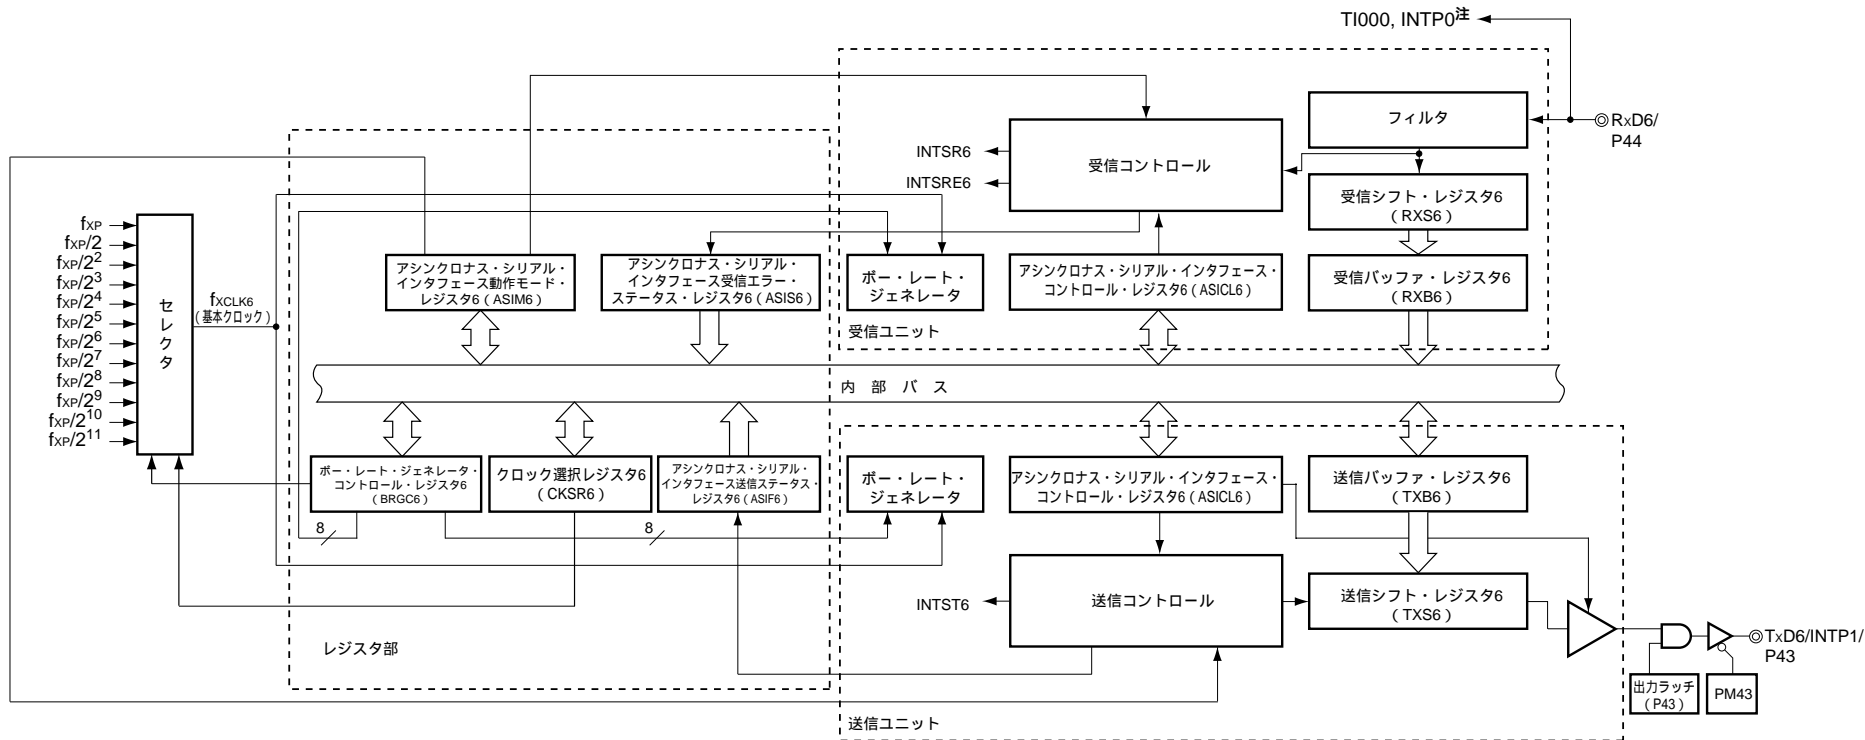 TI000, INTP0注
フィルタ
RxD6/
P44
受信コントロール
INTSR6
INTSRE6
受信シフト・レジスタ6
(RXS6)
fXP
fXP/2
fXP/2²
fXP/2³
fXP/2⁴
fXP/2⁵
fXP/2⁶
fXP/2⁷
fXP/2⁸
fXP/2⁹
fXP/2¹⁰
fXP/2¹¹
セレクタ
fXCLK6
(基本クロック)
アシンクロナス・シリアル・
インタフェース動作モード・
レジスタ6(ASIM6)
アシンクロナス・シリアル・
インタフェース受信エラー・
ステータス・レジスタ6(ASIS6)
ボー・レート・
ジェネレータ
アシンクロナス・シリアル・インタフェース・
コントロール・レジスタ6(ASICL6)
受信バッファ・レジスタ6
(RXB6)
受信ユニット
内 部 バ ス
ボー・レート・ジェネレータ・
コントロール・レジスタ6
(BRGC6)
クロック選択レジスタ6
(CKSR6)
アシンクロナス・シリアル・
インタフェース送信ステータス・
レジスタ6(ASIF6)
ボー・レート・
ジェネレータ
アシンクロナス・シリアル・インタフェース・
コントロール・レジスタ6(ASICL6)
送信バッファ・レジスタ6
(TXB6)
8
8
INTST6
送信コントロール
送信シフト・レジスタ6
(TXS6)
レジスタ部
TxD6/INTP1/
P43
出力ラッチ
(P43)
PM43
送信ユニット